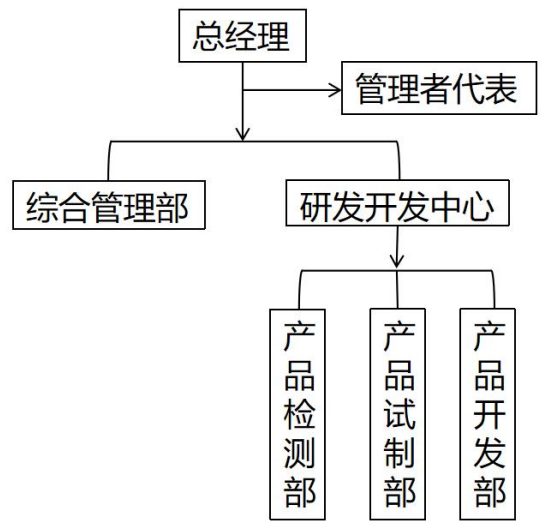 总经理
管理者代表
综合管理部
研发开发中心
产品检测部
产品试制部
产品开发部